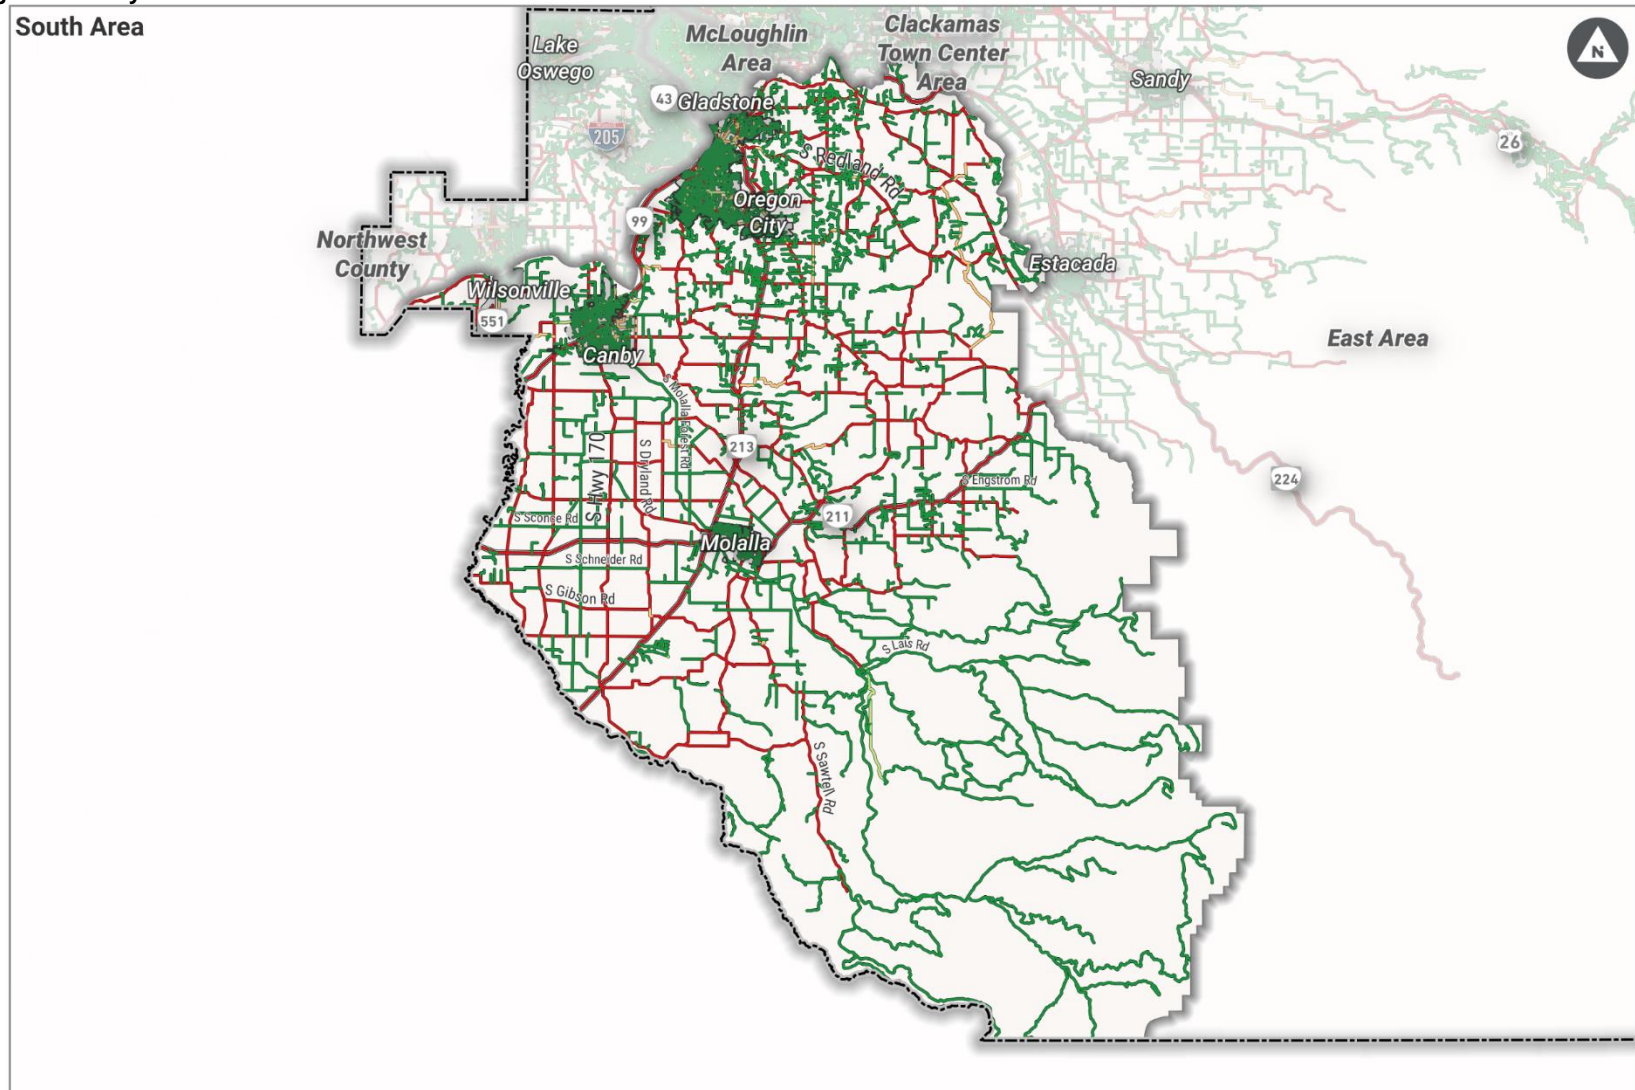 South Area
Lake
Oswego
McLoughlin
Area
Clackamas
Town Center
Area
N
Sandy
43
Gladstone
205
26
S Redland Rd
Oregon
City
99
Northwest
County
Estacada
Wilsonville
551
East Area
Canby
S Molalla Forest Rd
213
S Hwy 170
S Dryland Rd
224
S Engstrom Rd
211
S Sconce Rd
Molalla
S Schneider Rd
S Gibson Rd
S Lais Rd
S Sawtell Rd